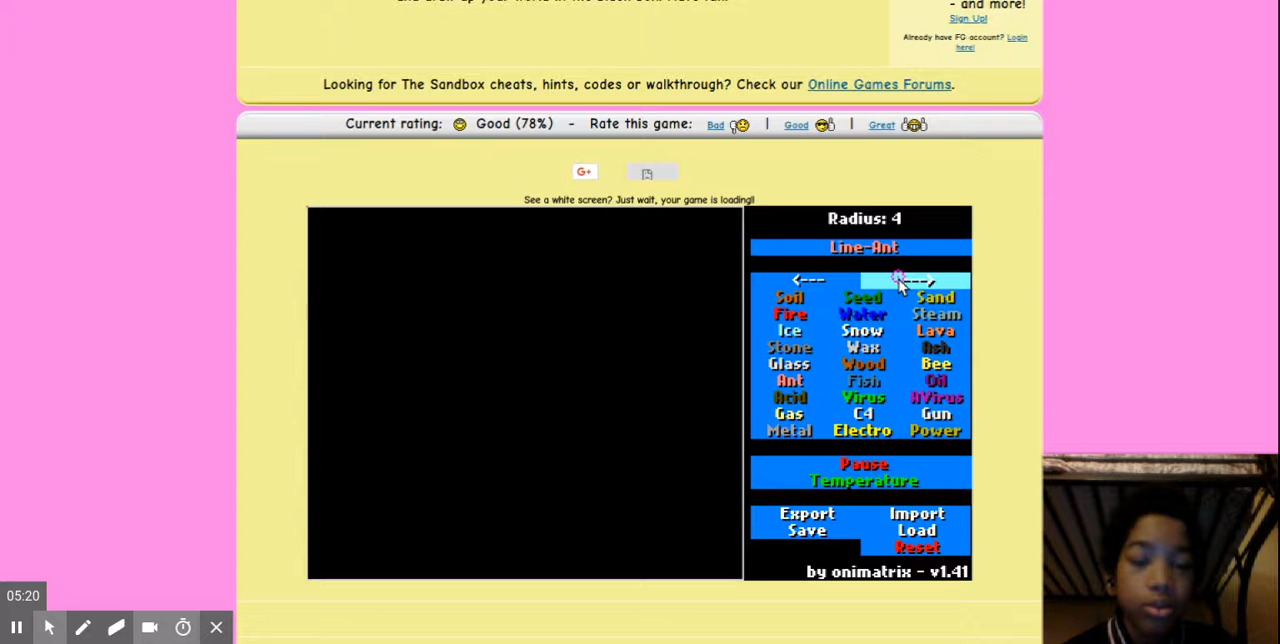 - and more!
Sign Up!
Already have FG account? Login
here!
Looking for The Sandbox cheats, hints, codes or walkthrough? Check our Online Games Forums.
Current rating: Good (78%) - Rate this game: Bad | Good | Great
G+
See a white screen? Just wait, your game is loading!!
Radius: 4
Line-Ant
<--- --->
Soil Seed Sand
Fire Water Steam
Ice Snow Lava
Stone Wax Ash
Glass Wood Bee
Ant Fish Oil
Acid Virus AVirus
Gas C4 Gun
Metal Electro Power
Pause
Temperature
Export Import
Save Load
Reset
by onimatrix - v1.41
05:20